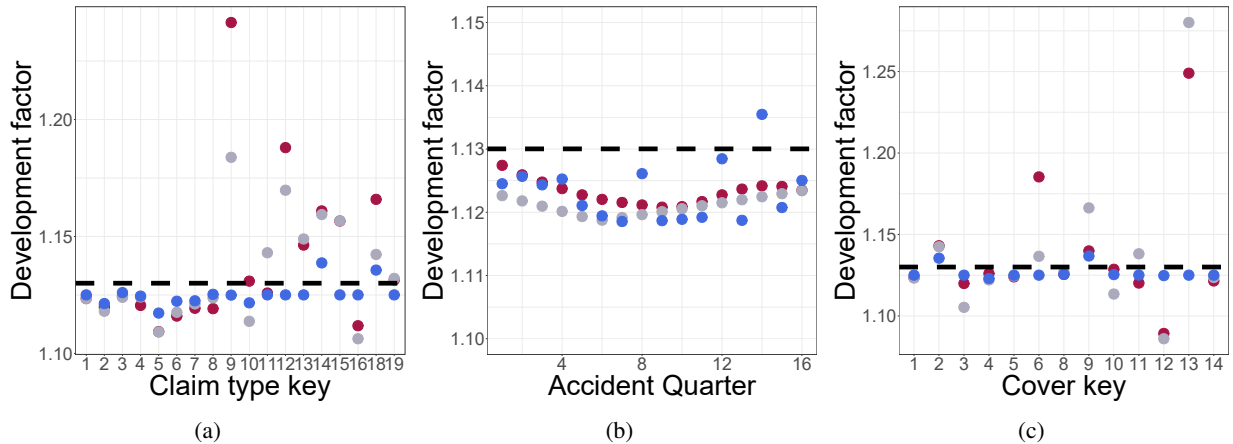 Development factor
1.20
1.15
1.10
1 2 3 4 5 6 7 8 9 10 11 12 13 14 15 16 18 19
Claim type key
(a)
Development factor
1.15
1.14
1.13
1.12
1.11
1.10
4 8 12 16
Accident Quarter
(b)
Development factor
1.25
1.20
1.15
1.10
1 2 3 4 5 6 8 9 10 11 12 13 14
Cover key
(c)